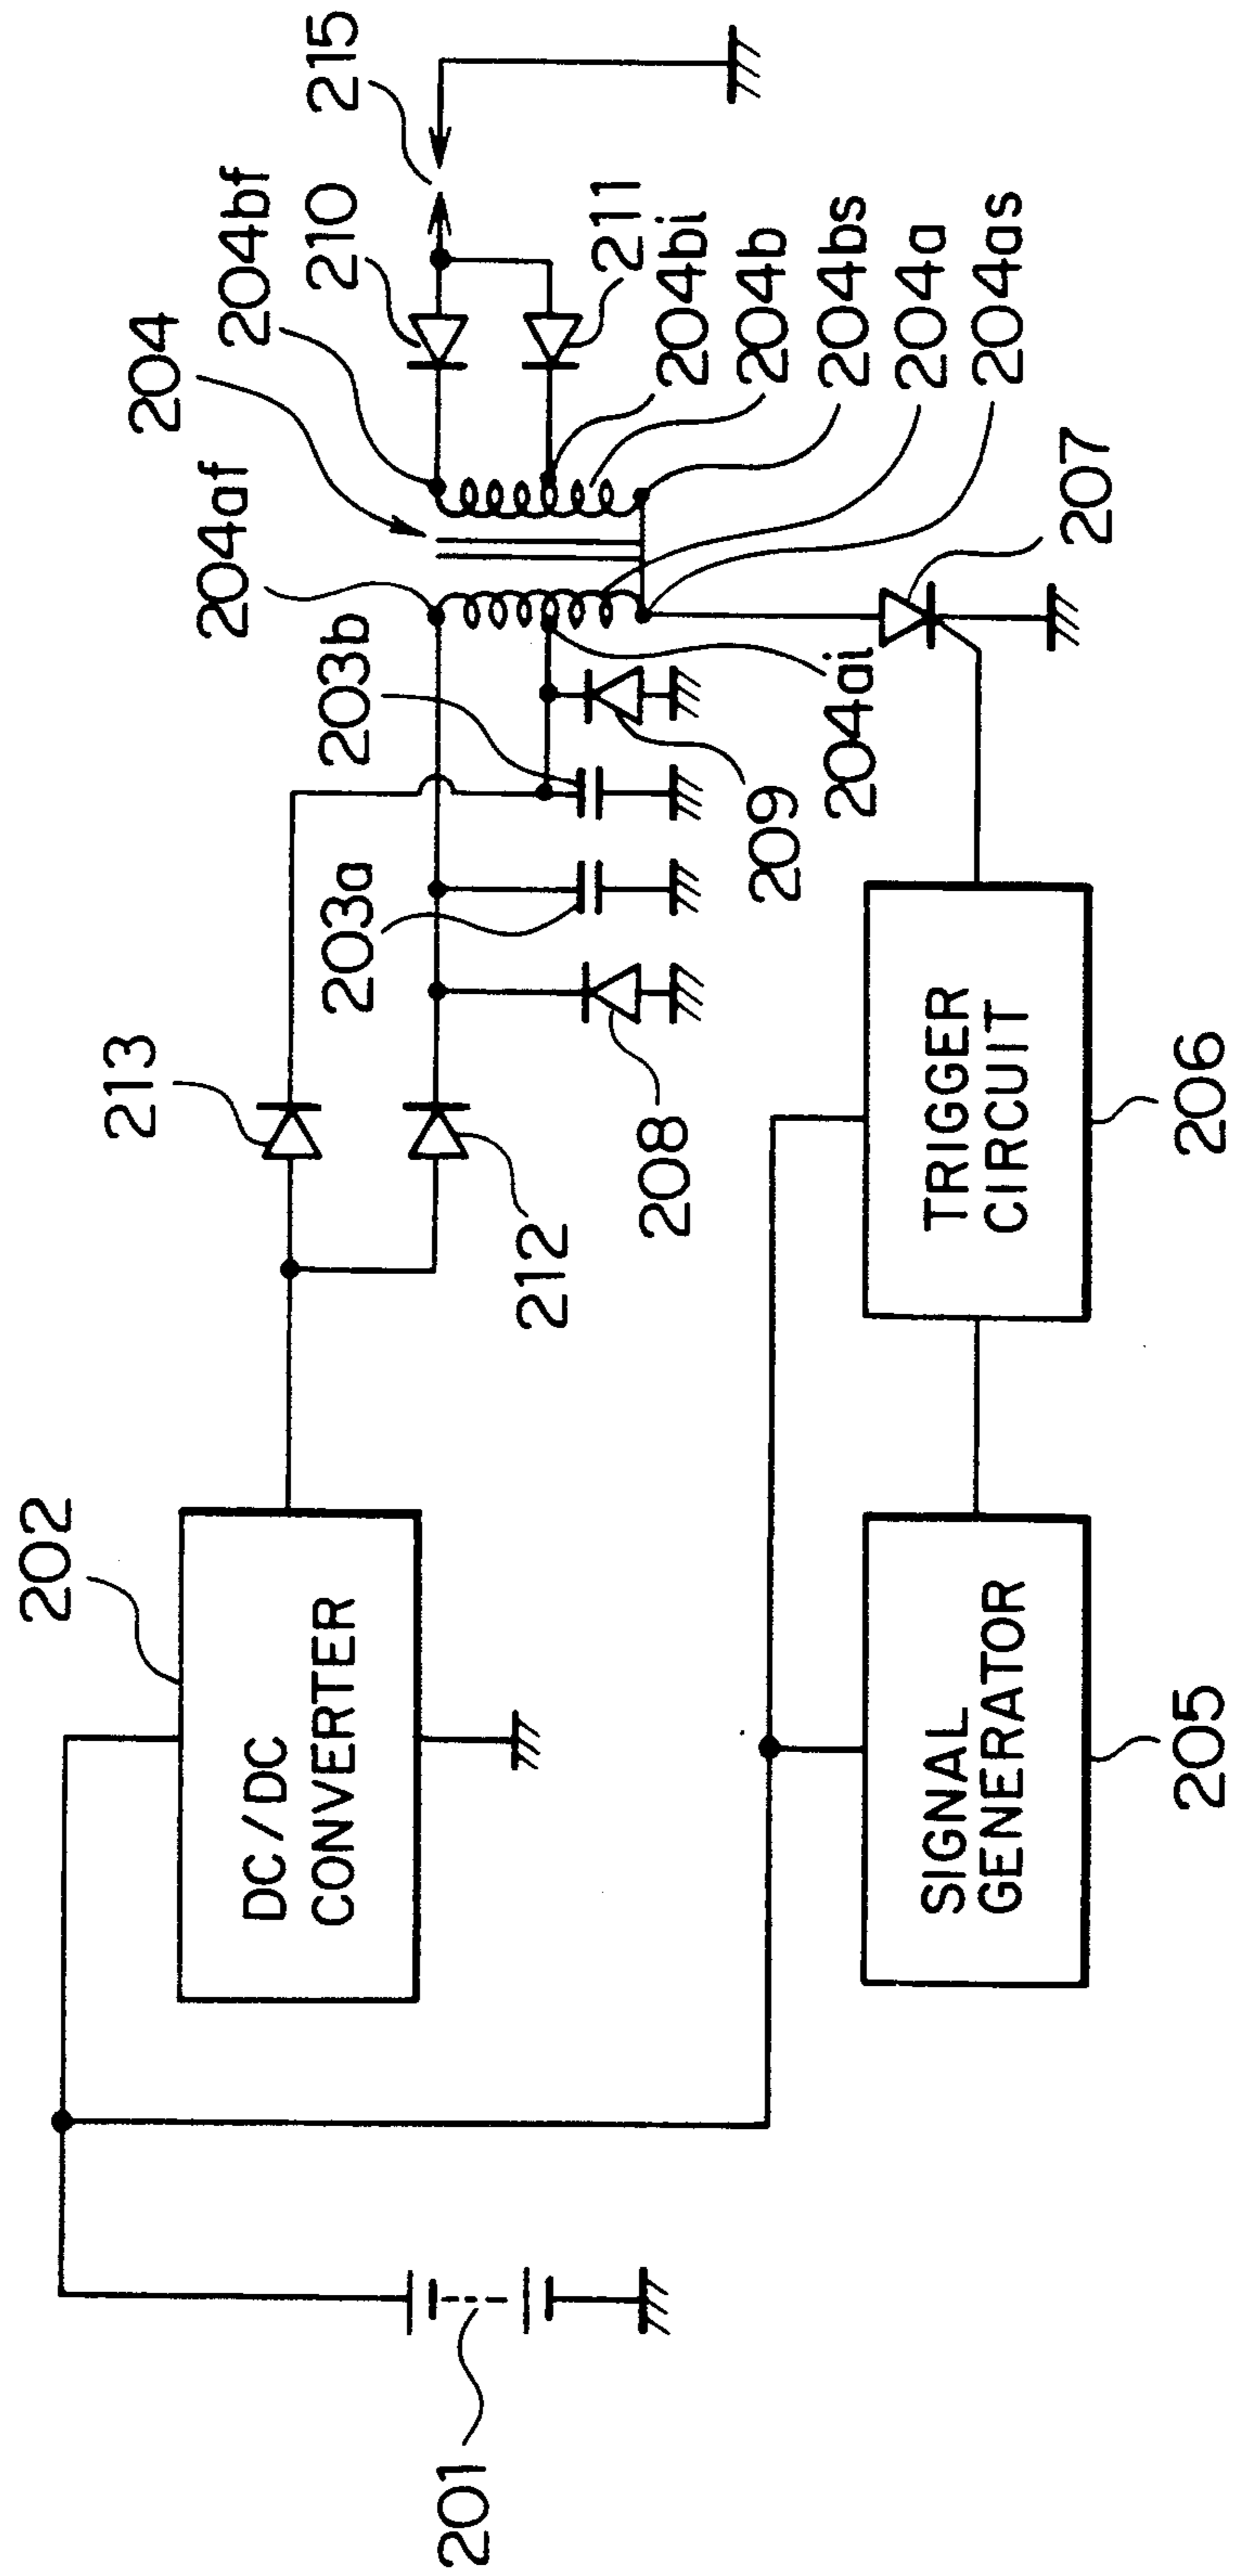 202
213
204af
204
204bf
210
215
DC/DC
CONVERTER
203a
203b
212
208
209
204ai
211
204bi
204b
204bs
204a
204as
201
207
SIGNAL
GENERATOR
TRIGGER
CIRCUIT
205
206